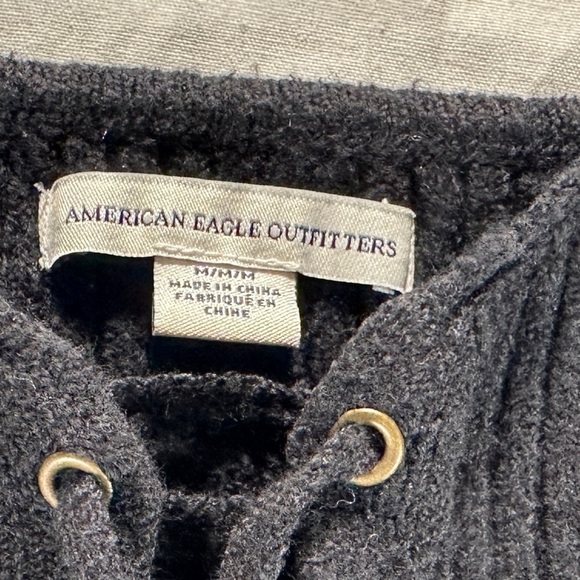 AMERICAN EAGLE OUTFITTERS
M/M/M
MADE IN CHINA
FABRIQUÉ EN
CHINE